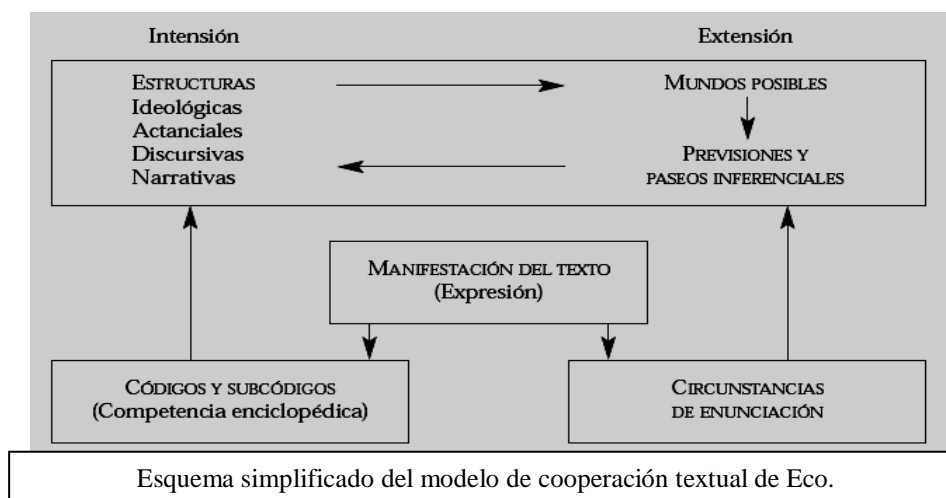 Intensión
Extensión
ESTRUCTURAS
Ideológicas
Actanciales
Discursivas
Narrativas
MUNDOS POSIBLES
PREVISIONES Y
PASEOS INFERENCIALES
MANIFESTACIÓN DEL TEXTO
(Expresión)
CÓDIGOS Y SUBCÓDIGOS
(Competencia enciclopédica)
CIRCUNSTANCIAS
DE ENUNCIACIÓN
Esquema simplificado del modelo de cooperación textual de Eco.